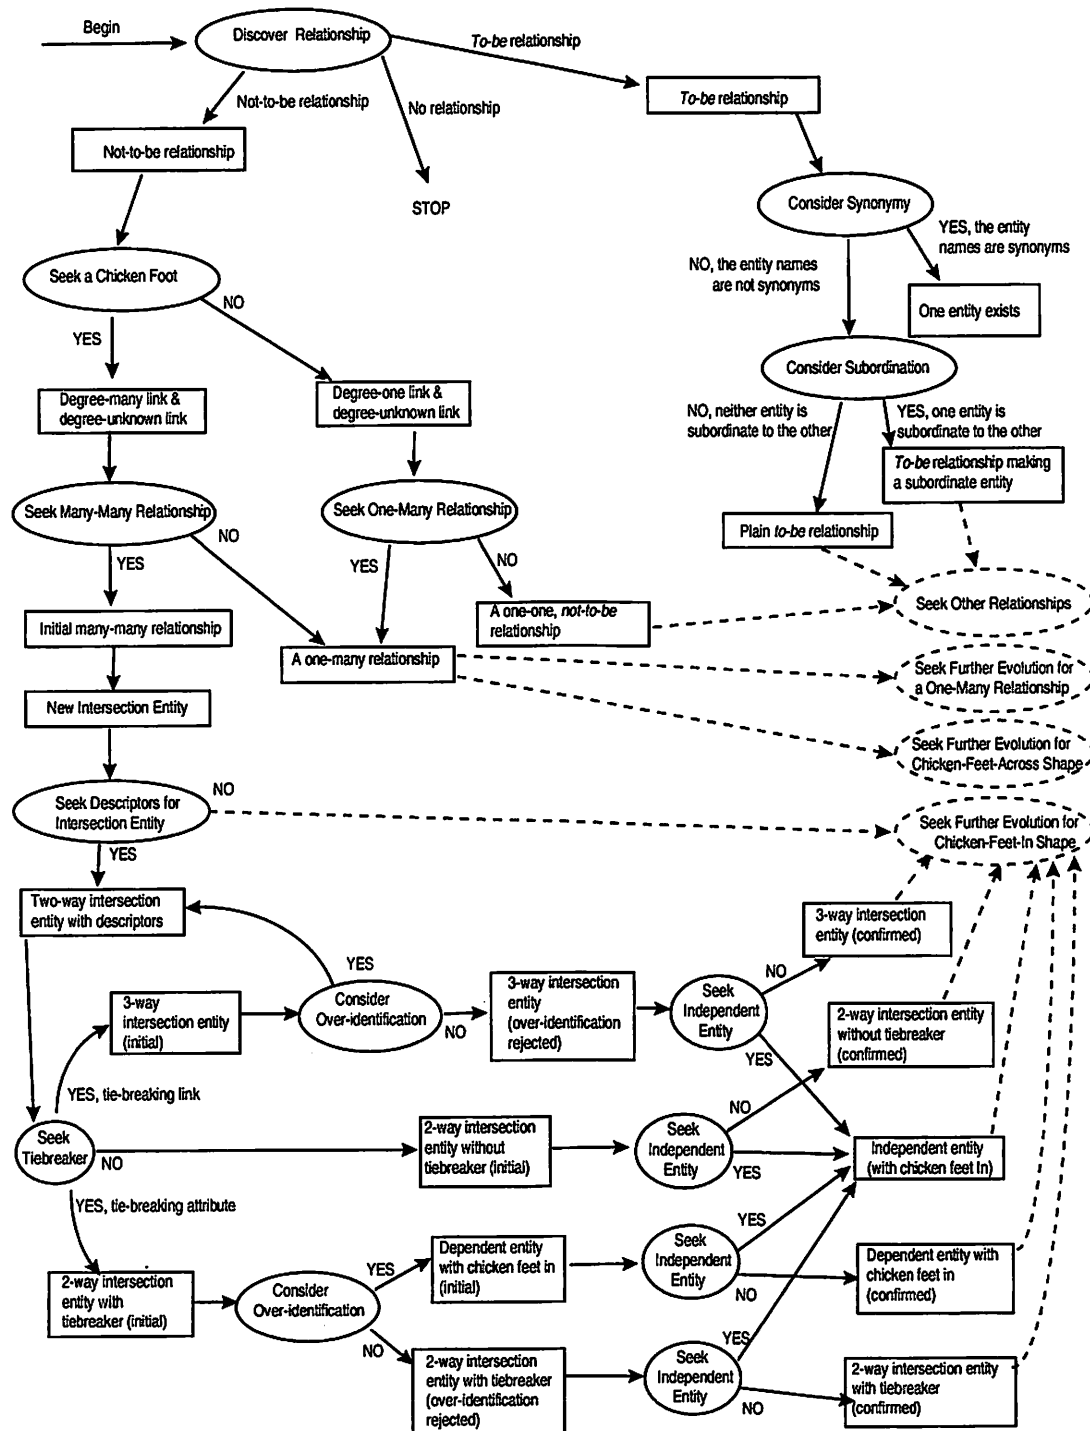 Begin
Discover Relationship
To-be relationship
Not-to-be relationship
No relationship
To-be relationship
Not-to-be relationship
STOP
Consider Synonymy
YES, the entity
names are synonyms
NO, the entity names
are not synonyms
Seek a Chicken Foot
NO
YES
One entity exists
Consider Subordination
Degree-many link &
degree-unknown link
Degree-one link &
degree-unknown link
NO, neither entity is
subordinate to the other
YES, one entity is
subordinate to the other
To-be relationship making
a subordinate entity
Seek Many-Many Relationship
Seek One-Many Relationship
Plain to-be relationship
NO
YES
YES
NO
Seek Other Relationships
Initial many-many relationship
A one-one, not-to-be
relationship
A one-many relationship
Seek Further Evolution for
a One-Many Relationship
New Intersection Entity
Seek Further Evolution for
Chicken-Feet-Across Shape
Seek Descriptors for
Intersection Entity
NO
Seek Further Evolution for
Chicken-Feet-In Shape
YES
Two-way intersection
entity with descriptors
3-way intersection
entity (confirmed)
YES
3-way
intersection entity
(initial)
Consider
Over-identification
NO
3-way intersection
entity
(over-identification
rejected)
Seek
Independent
Entity
NO
YES
2-way intersection entity
without tiebreaker
(confirmed)
YES, tie-breaking link
Seek
Tiebreaker
NO
2-way intersection
entity without
tiebreaker (initial)
Seek
Independent
Entity
NO
YES
Independent entity
(with chicken feet In)
YES, tie-breaking attribute
2-way intersection
entity with
tiebreaker (initial)
Consider
Over-identification
YES
Dependent entity
with chicken feet in
(initial)
Seek
Independent
Entity
YES
NO
Dependent entity with
chicken feet in
(confirmed)
NO
2-way intersection
entity with tiebreaker
(over-identification
rejected)
Seek
Independent
Entity
YES
NO
2-way intersection entity
with tiebreaker
(confirmed)